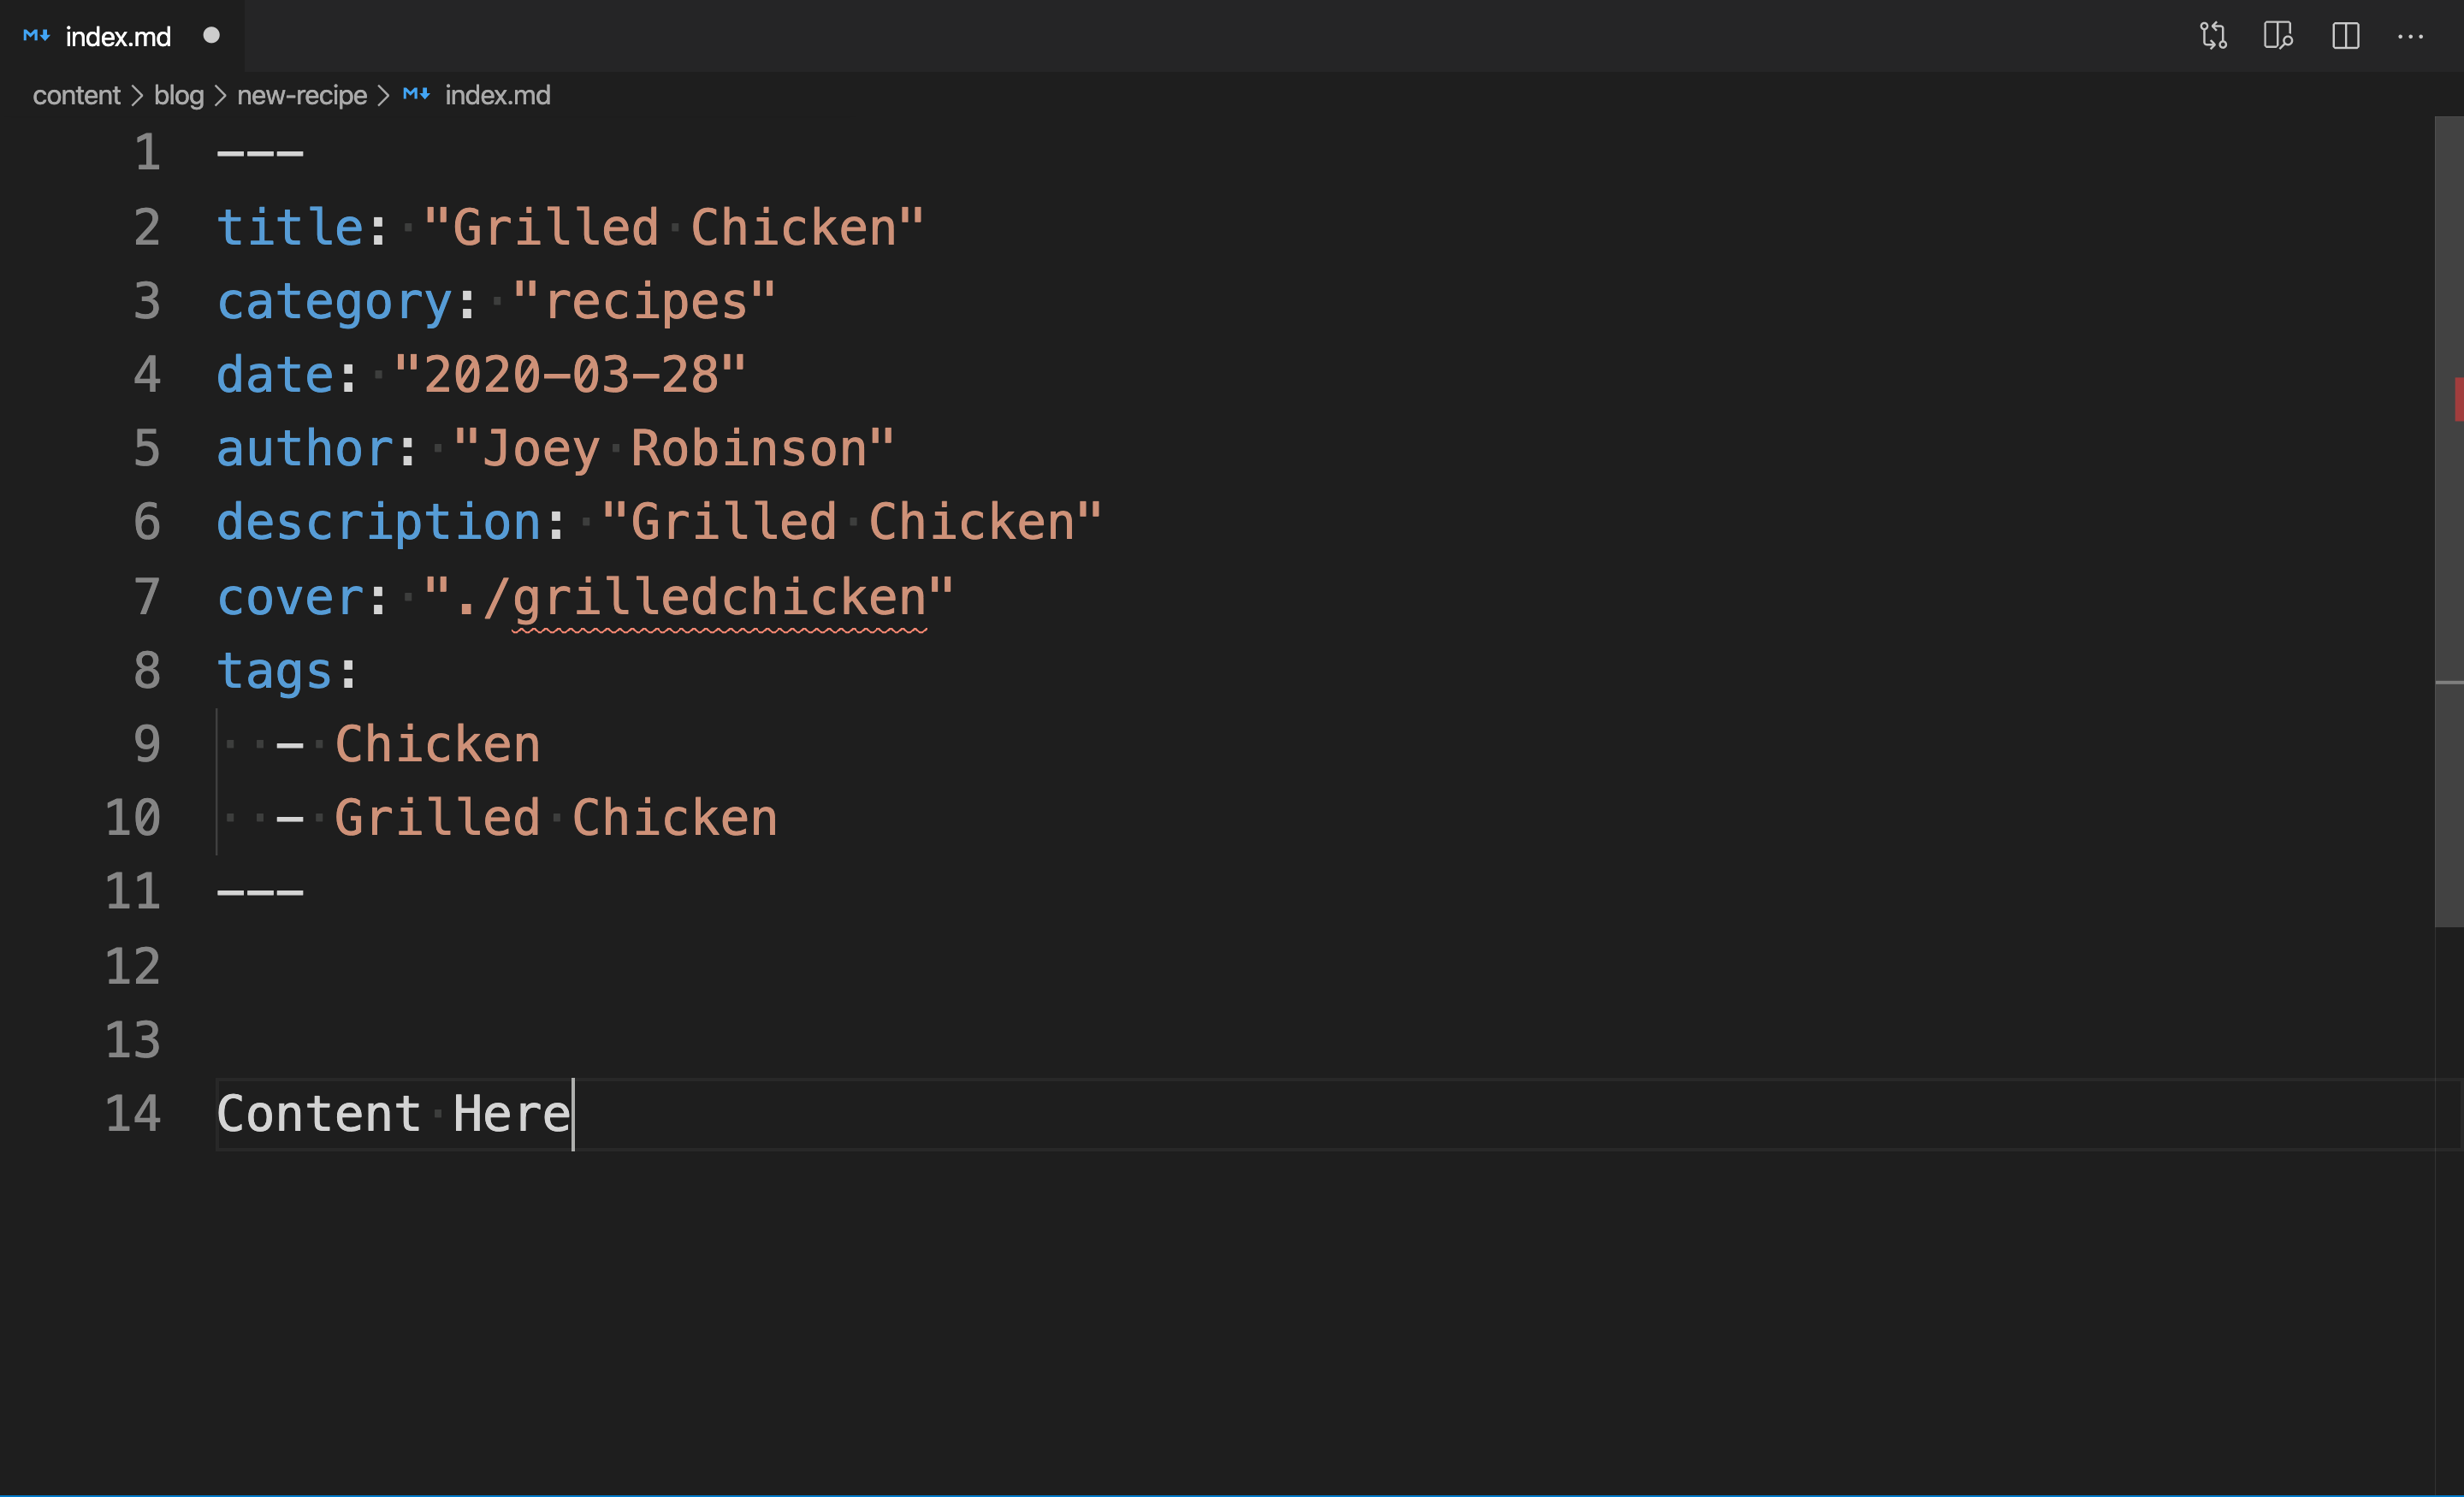 index.md
content > blog > new-recipe > index.md
1 ---
2 title: "Grilled Chicken"
3 category: "recipes"
4 date: "2020-03-28"
5 author: "Joey Robinson"
6 description: "Grilled Chicken"
7 cover: "./grilledchicken"
8 tags:
9   - Chicken
10   - Grilled Chicken
11 ---
12
13
14 Content Here